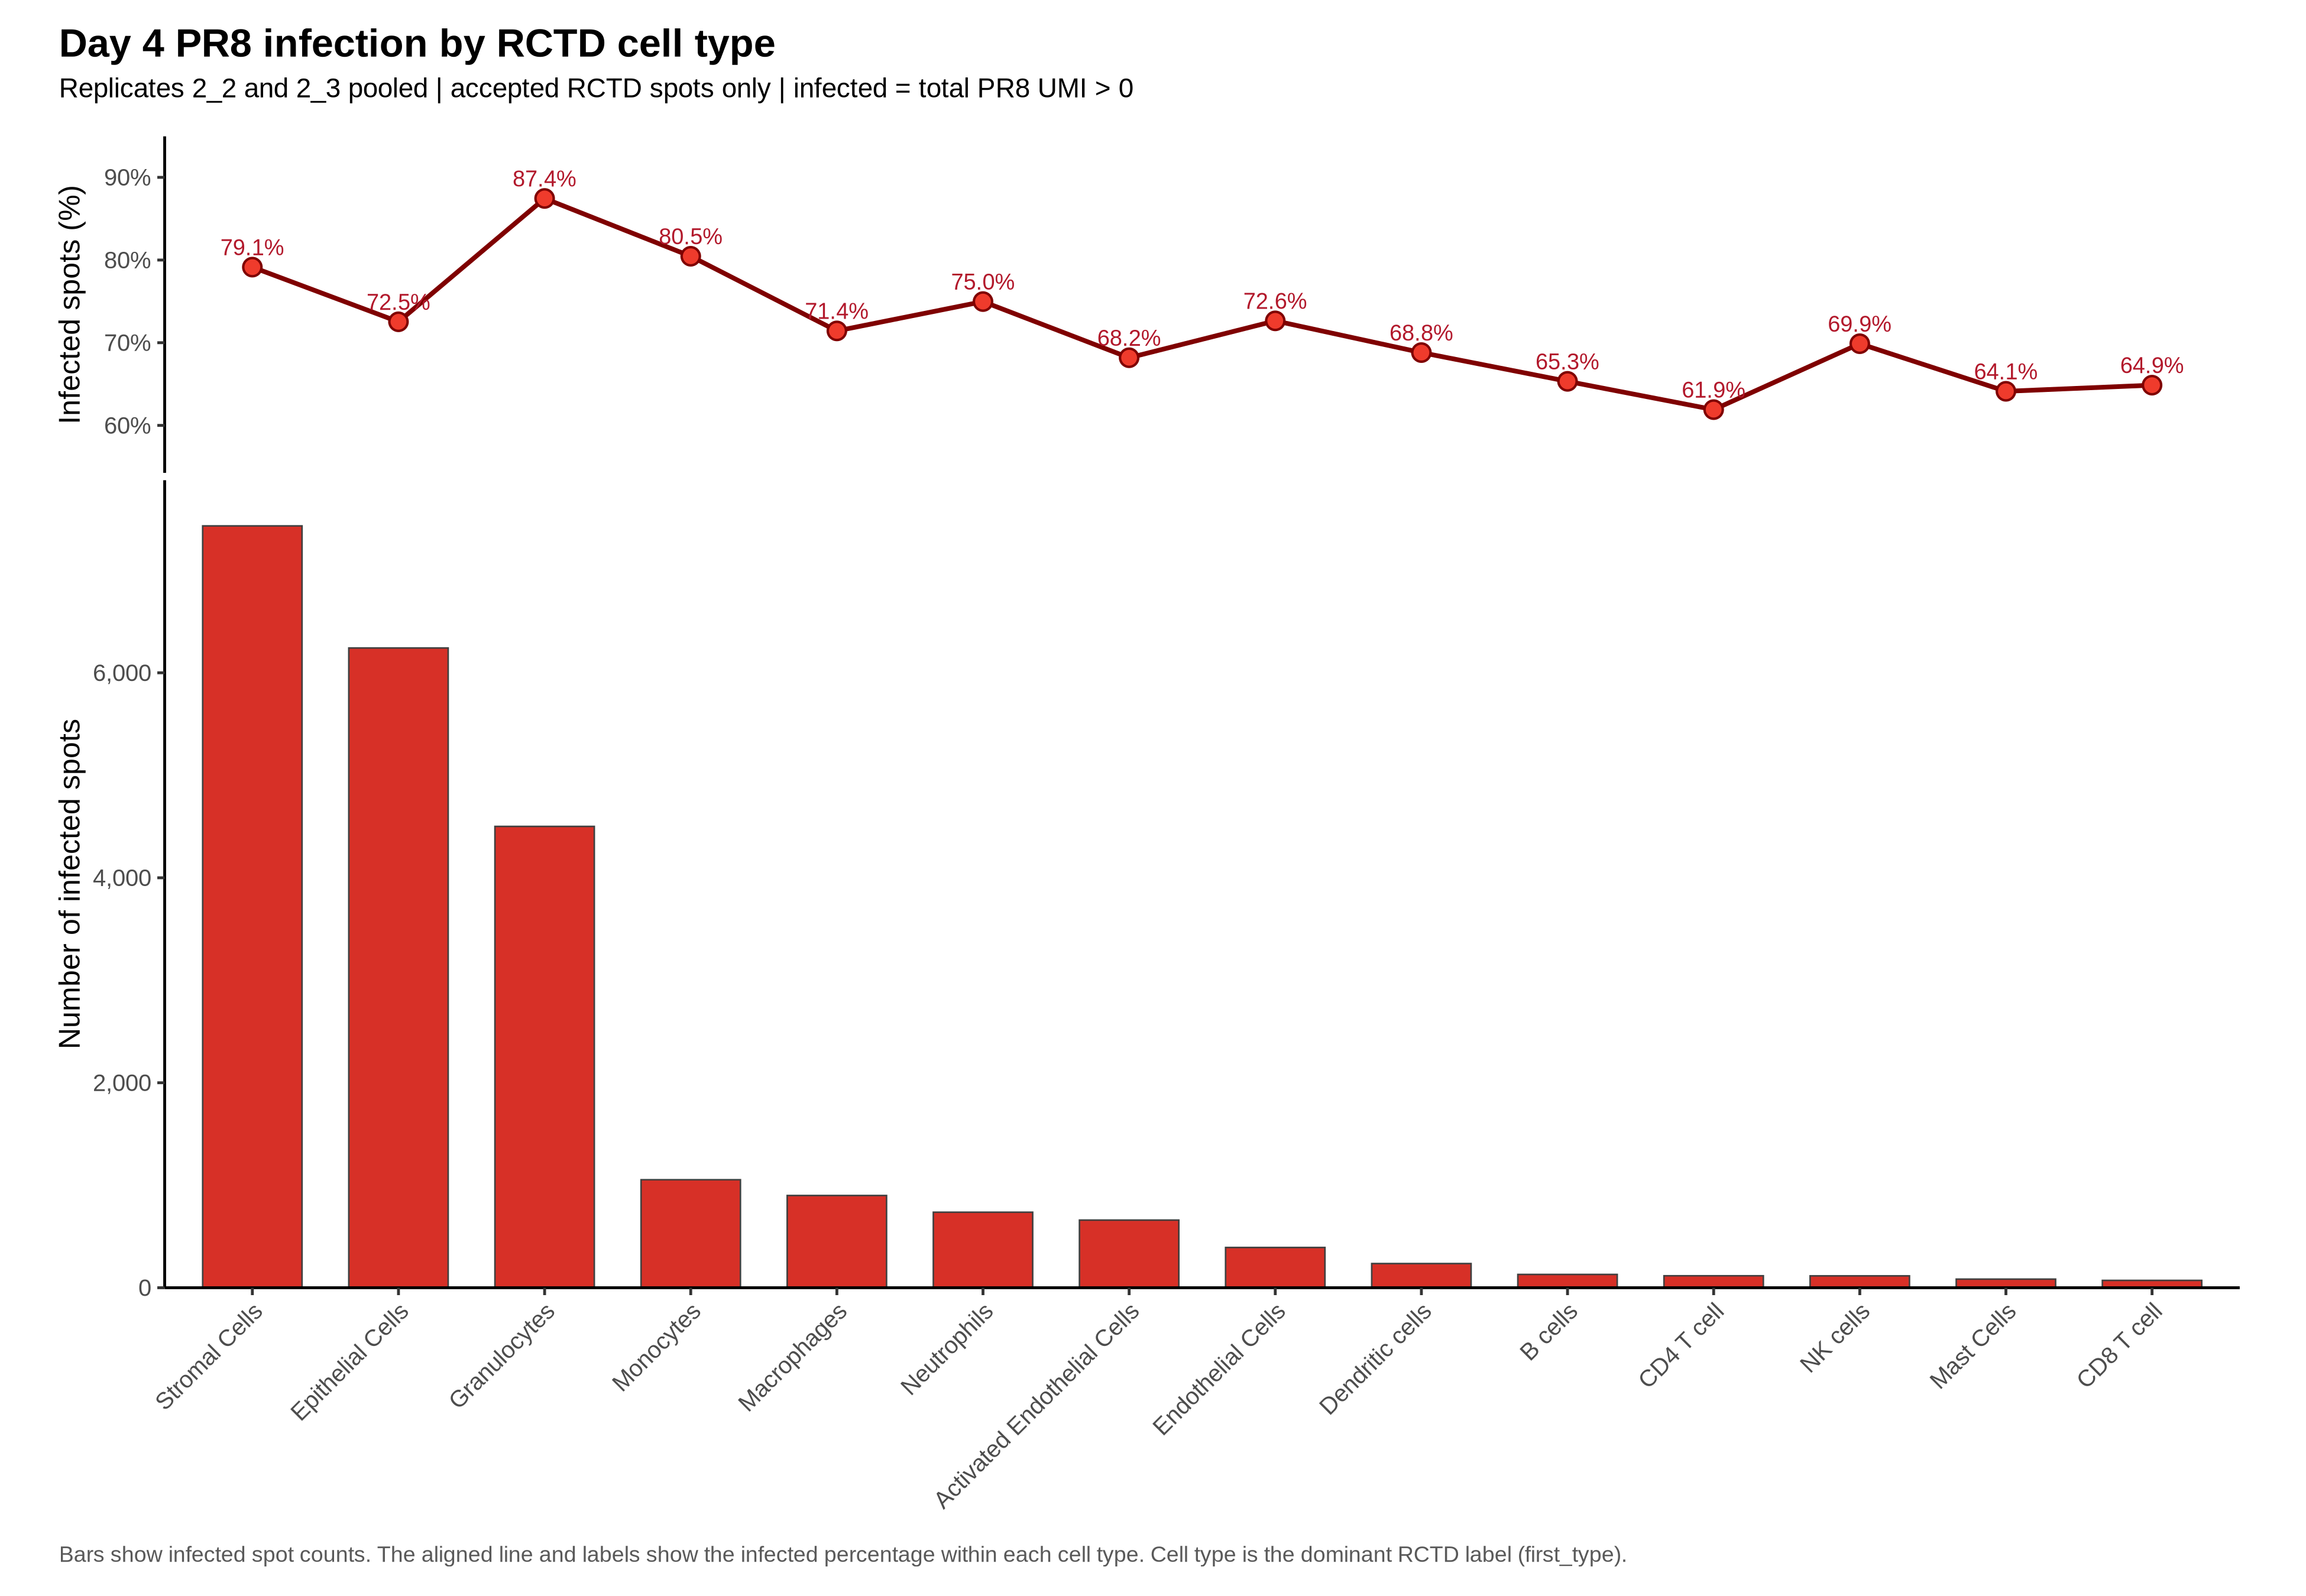 Day 4 PR8 infection by RCTD cell type
Replicates 2_2 and 2_3 pooled | accepted RCTD spots only | infected = total PR8 UMI > 0
Infected spots (%)
90%
80%
70%
60%
79.1%
72.5%
87.4%
80.5%
71.4%
75.0%
68.2%
72.6%
68.8%
65.3%
61.9%
69.9%
64.1%
64.9%
Number of infected spots
6,000
4,000
2,000
0
Stromal Cells
Epithelial Cells
Granulocytes
Monocytes
Macrophages
Neutrophils
Activated Endothelial Cells
Endothelial Cells
Dendritic cells
B cells
CD4 T cell
NK cells
Mast Cells
CD8 T cell
Bars show infected spot counts. The aligned line and labels show the infected percentage within each cell type. Cell type is the dominant RCTD label (first_type).